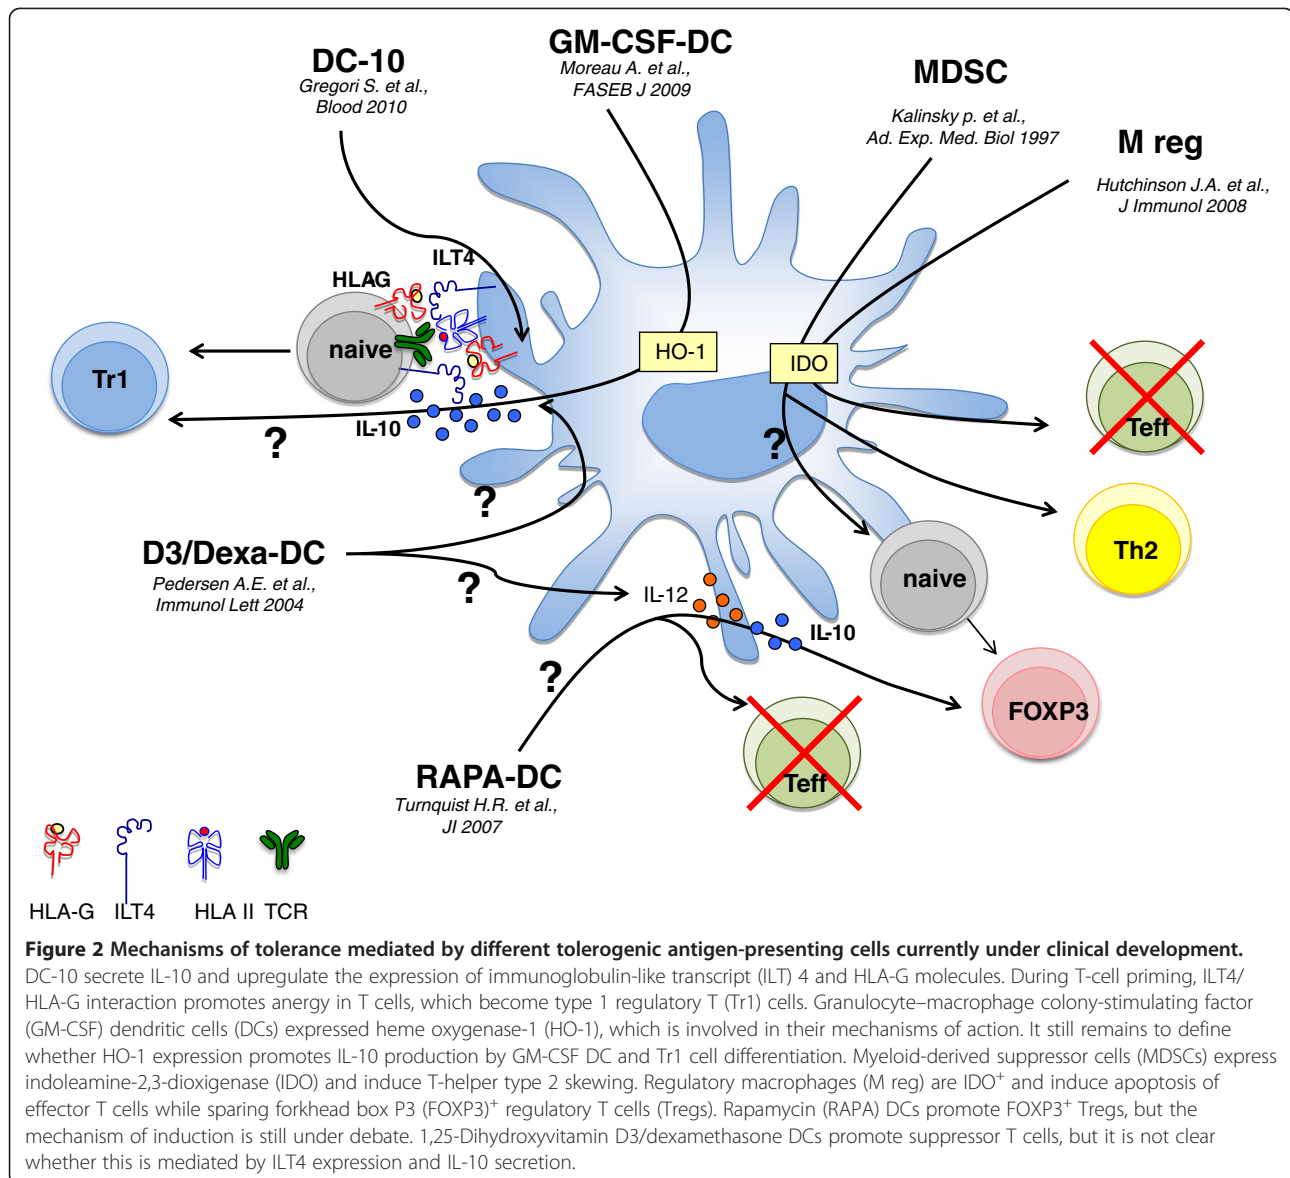 DC-10
Gregori S. et al.,
Blood 2010
GM-CSF-DC
Moreau A. et al.,
FASEB J 2009
MDSC
Kalinsky p. et al.,
Ad. Exp. Med. Biol 1997
M reg
Hutchinson J.A. et al.,
J Immunol 2008
ILT4
HLAG
naive
Tr1
HO-1
IDO
Teff
?
IL-10
?
?
Th2
D3/Dexa-DC
Pedersen A.E. et al.,
Immunol Lett 2004
?
naive
IL-12
IL-10
?
FOXP3
RAPA-DC
Turnquist H.R. et al.,
JI 2007
Teff
HLA-G ILT4 HLA II TCR
Figure 2 Mechanisms of tolerance mediated by different tolerogenic antigen-presenting cells currently under clinical development.
DC-10 secrete IL-10 and upregulate the expression of immunoglobulin-like transcript (ILT) 4 and HLA-G molecules. During T-cell priming, ILT4/
HLA-G interaction promotes anergy in T cells, which become type 1 regulatory T (Tr1) cells. Granulocyte–macrophage colony-stimulating factor
(GM-CSF) dendritic cells (DCs) expressed heme oxygenase-1 (HO-1), which is involved in their mechanisms of action. It still remains to define
whether HO-1 expression promotes IL-10 production by GM-CSF DC and Tr1 cell differentiation. Myeloid-derived suppressor cells (MDSCs) express
indoleamine-2,3-dioxigenase (IDO) and induce T-helper type 2 skewing. Regulatory macrophages (M reg) are IDO⁺ and induce apoptosis of
effector T cells while sparing forkhead box P3 (FOXP3)⁺ regulatory T cells (Tregs). Rapamycin (RAPA) DCs promote FOXP3⁺ Tregs, but the
mechanism of induction is still under debate. 1,25-Dihydroxyvitamin D3/dexamethasone DCs promote suppressor T cells, but it is not clear
whether this is mediated by ILT4 expression and IL-10 secretion.